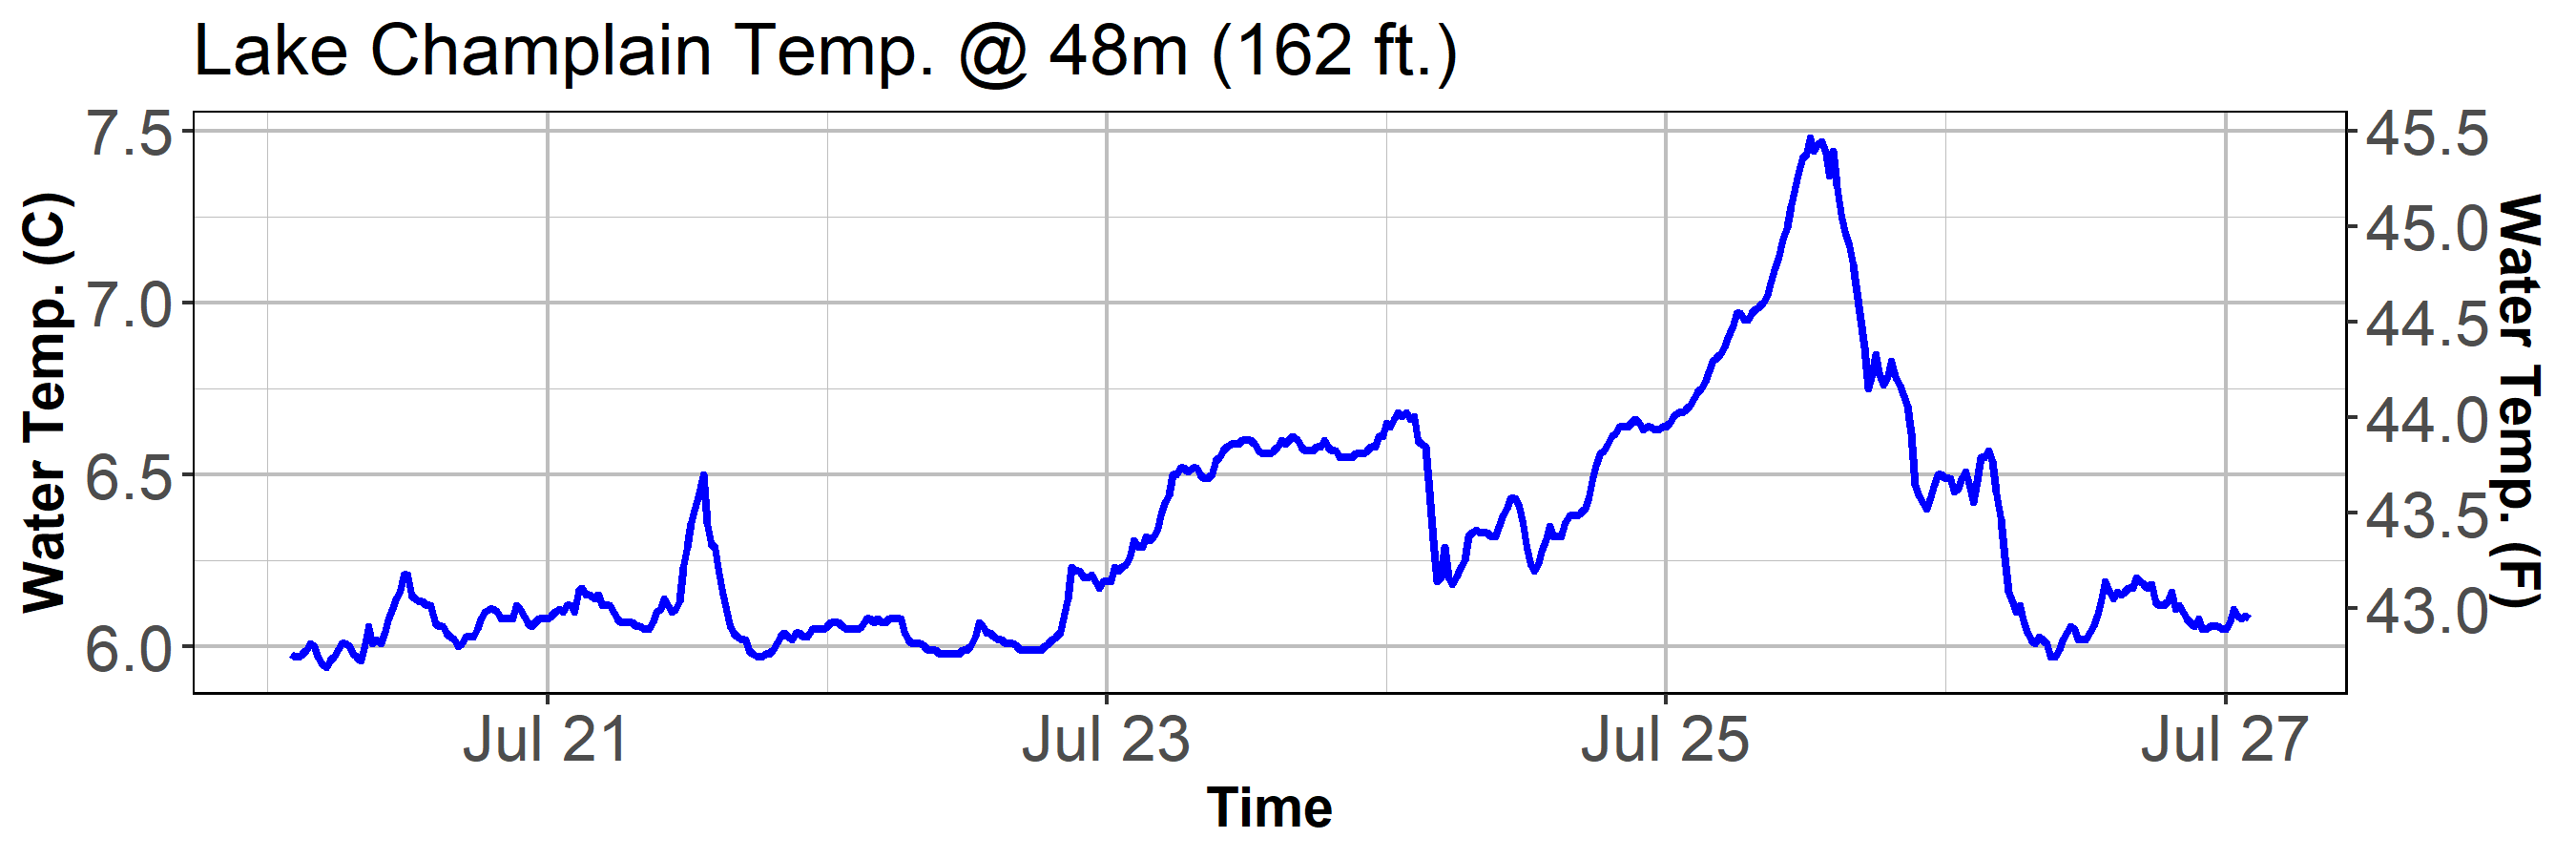 Lake Champlain Temp. @ 48m (162 ft.)
Water Temp. (C)
7.5
7.0
6.5
6.0
45.5
45.0
44.5
44.0
43.5
43.0
Water Temp. (F)
Jul 21 Jul 23 Jul 25 Jul 27
Time